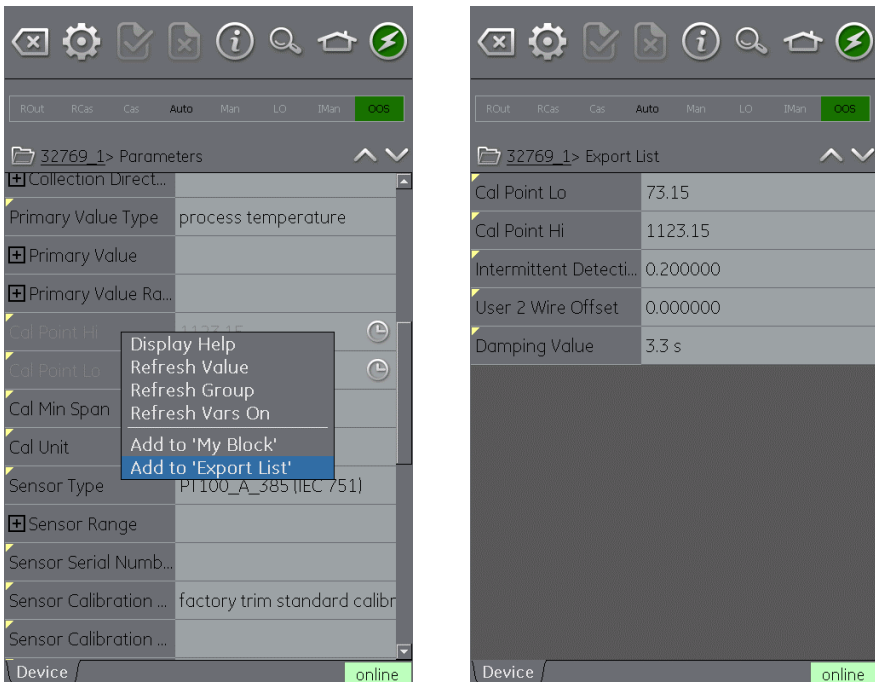 ROut RCas Cas Auto Man LO IMan OOS
32769_1> Parameters
Collection Direct...
Primary Value Type process temperature
Primary Value
Primary Value Ra...
Cal Point Hi 1123.15
Cal Point Lo
Cal Min Span
Cal Unit
Sensor Type PT100_A_385 (IEC 751)
Sensor Range
Sensor Serial Numb...
Sensor Calibration ... factory trim standard calibr
Sensor Calibration ...
Display Help
Refresh Value
Refresh Group
Refresh Vars On
Add to 'My Block'
Add to 'Export List'
Device online
ROut RCas Cas Auto Man LO IMan OOS
32769_1> Export List
Cal Point Lo 73.15
Cal Point Hi 1123.15
Intermittent Detecti... 0.200000
User 2 Wire Offset 0.000000
Damping Value 3.3 s
Device online